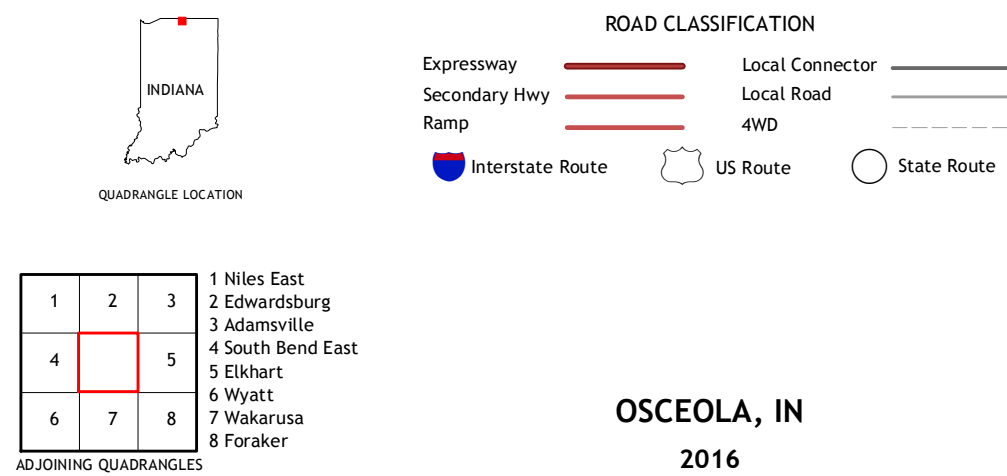 INDIANA
QUADRANGLE LOCATION
ROAD CLASSIFICATION
Expressway
Secondary Hwy
Ramp
Local Connector
Local Road
4WD
Interstate Route
US Route
State Route
1 2 3
4 5
6 7 8
ADJOINING QUADRANGLES
1 Niles East
2 Edwardsburg
3 Adamsville
4 South Bend East
5 Elkhart
6 Wyatt
7 Wakarusa
8 Foraker
OSCEOLA, IN
2016